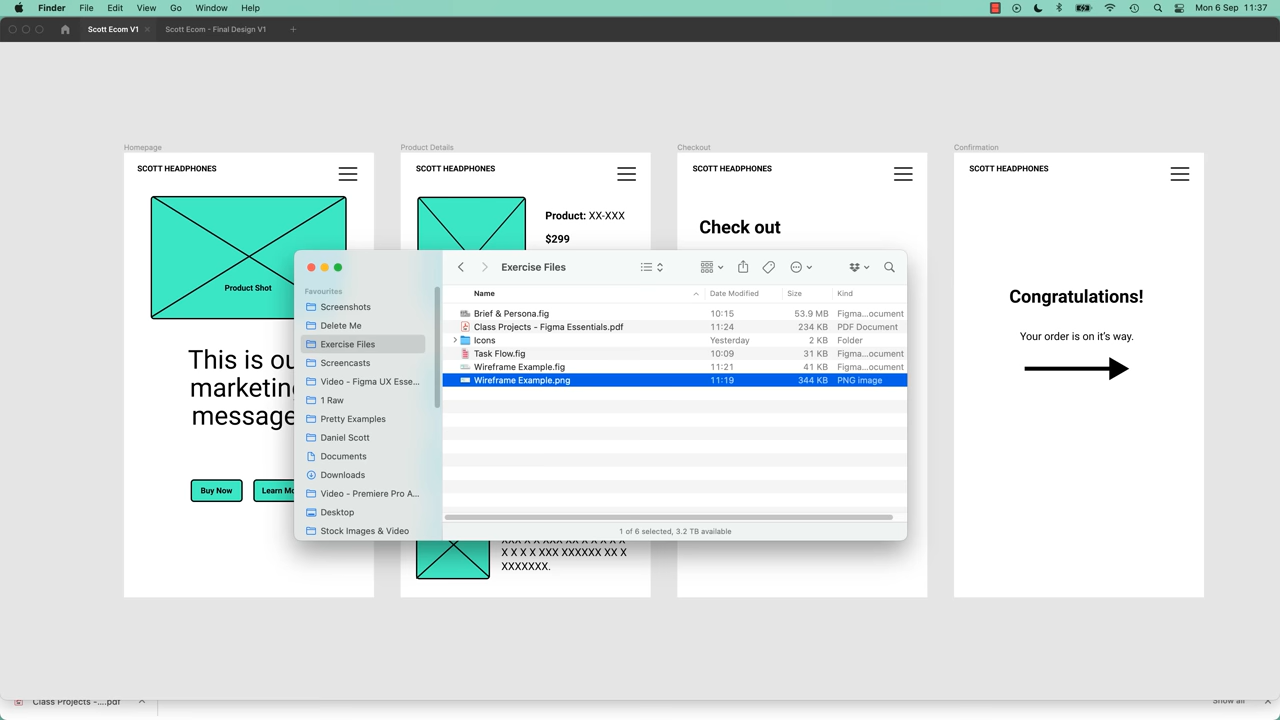 Finder File Edit View Go Window Help Mon 6 Sep 11:37
Scott Ecom V1 Scott Ecom - Final Design V1
Homepage
Product Details
Checkout
Confirmation
SCOTT HEADPHONES
SCOTT HEADPHONES
SCOTT HEADPHONES
SCOTT HEADPHONES
Product Shot
This is ou
marketin
message
Buy Now
Learn Mo
Product: XX-XXX
$299
Check out
Congratulations!
Your order is on it's way.
Exercise Files
Favourites
Screenshots
Delete Me
Exercise Files
Screencasts
Video - Figma UX Esse...
1 Raw
Pretty Examples
Daniel Scott
Documents
Downloads
Video - Premiere Pro A...
Desktop
Stock Images & Video
Name Date Modified Size Kind
Brief & Persona.fig 10:15 53.9 MB Figma...ocument
Class Projects - Figma Essentials.pdf 11:24 234 KB PDF Document
Icons Yesterday 2 KB Folder
Task Flow.fig 10:09 31 KB Figma...ocument
Wireframe Example.fig 11:21 41 KB Figma...ocument
Wireframe Example.png 11:19 344 KB PNG image
1 of 6 selected, 3.2 TB available
X X X X XXX XXXXXX XX X
XXXXXXX.
Class Projects -....pdf
Show all